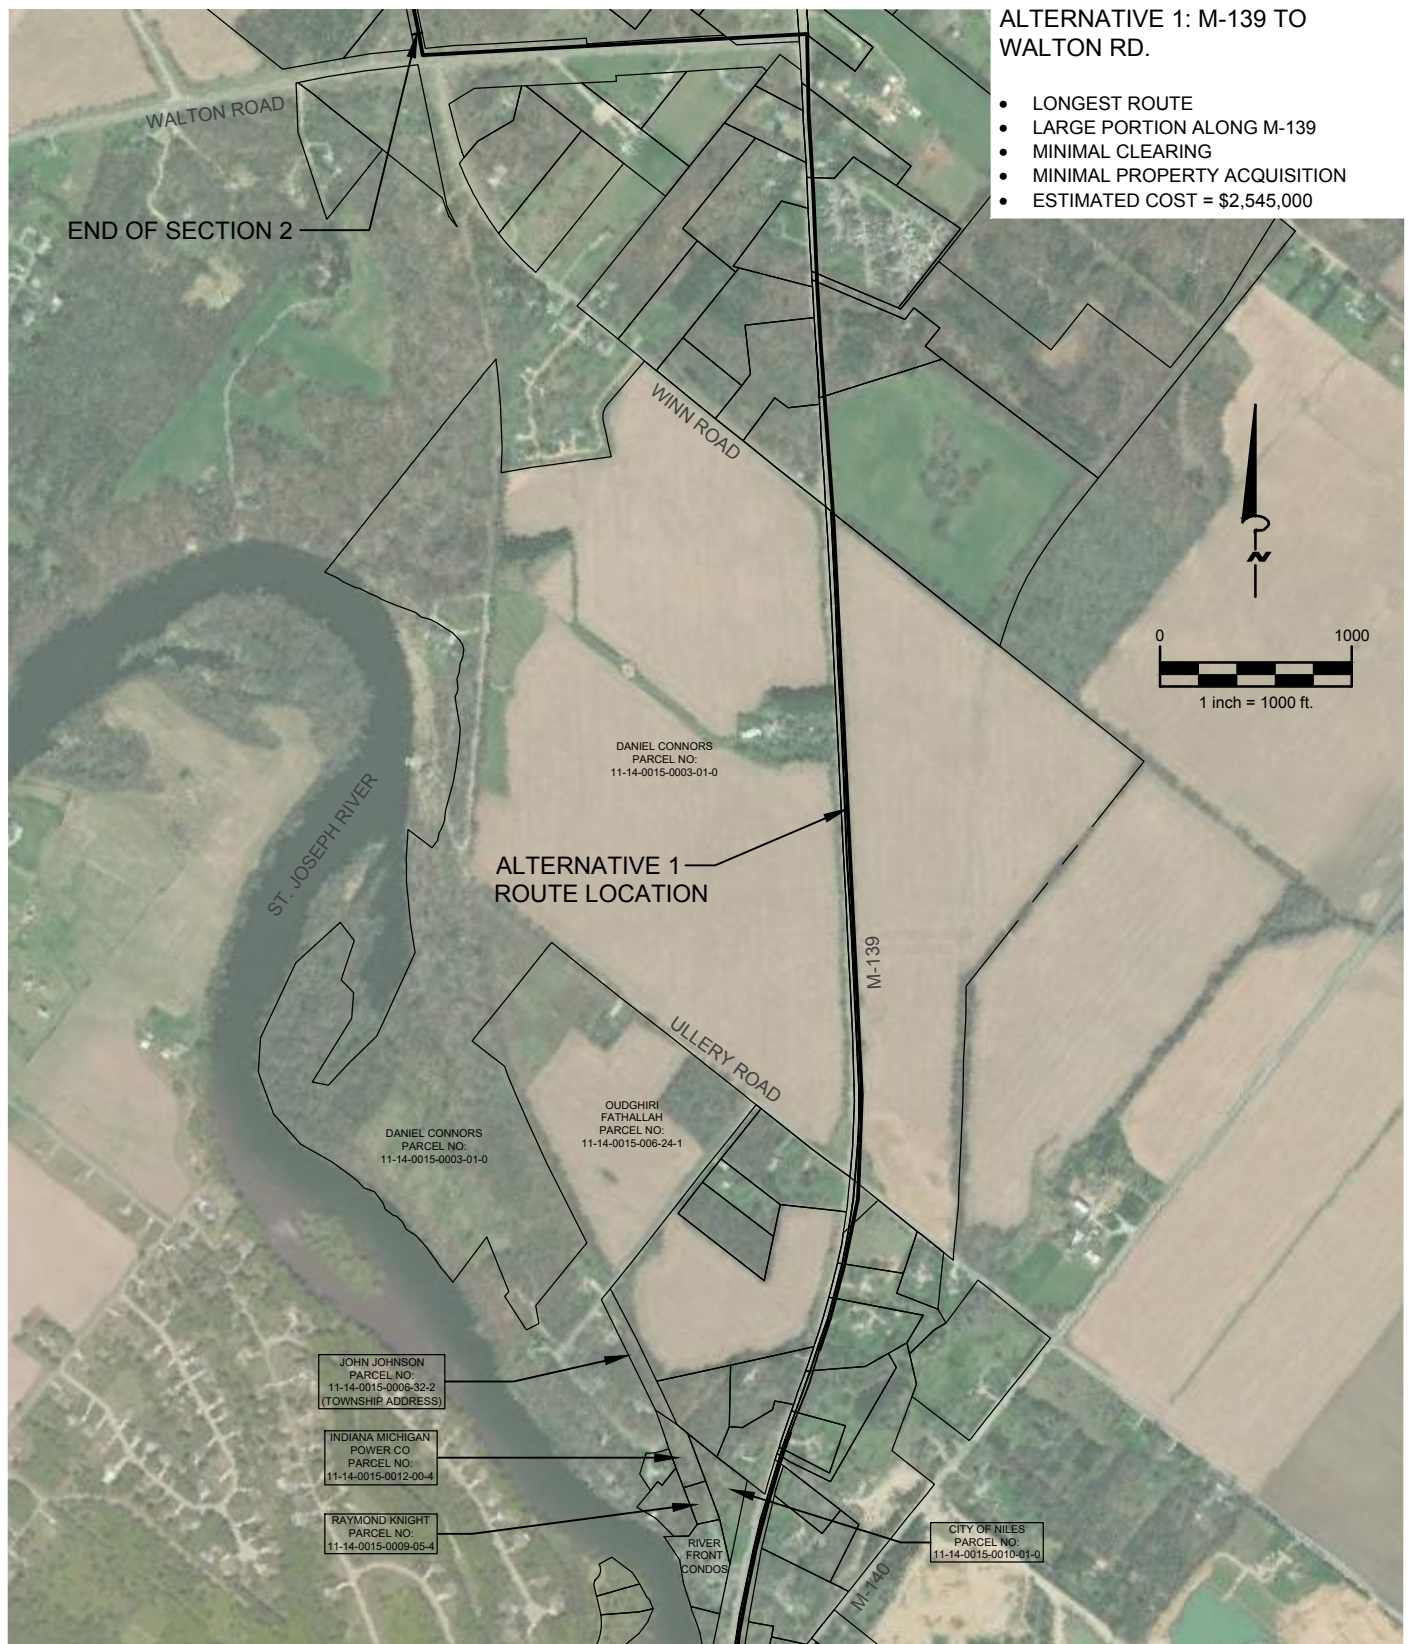 ALTERNATIVE 1: M-139 TO
WALTON RD.
• LONGEST ROUTE
• LARGE PORTION ALONG M-139
• MINIMAL CLEARING
• MINIMAL PROPERTY ACQUISITION
• ESTIMATED COST = $2,545,000
WALTON ROAD
END OF SECTION 2
WINN ROAD
N
0 1000
1 inch = 1000 ft.
DANIEL CONNORS
PARCEL NO:
11-14-0015-0003-01-0
ST. JOSEPH RIVER
ALTERNATIVE 1
ROUTE LOCATION
M-139
ULLERY ROAD
OUDGHIRI
FATHALLAH
PARCEL NO:
11-14-0015-006-24-1
DANIEL CONNORS
PARCEL NO:
11-14-0015-0003-01-0
JOHN JOHNSON
PARCEL NO:
11-14-0015-0006-32-2
(TOWNSHIP ADDRESS)
INDIANA MICHIGAN
POWER CO
PARCEL NO:
11-14-0015-0012-00-4
RAYMOND KNIGHT
PARCEL NO:
11-14-0015-0009-05-4
RIVER
FRONT
CONDOS
CITY OF NILES
PARCEL NO:
11-14-0015-0010-01-0
M-140